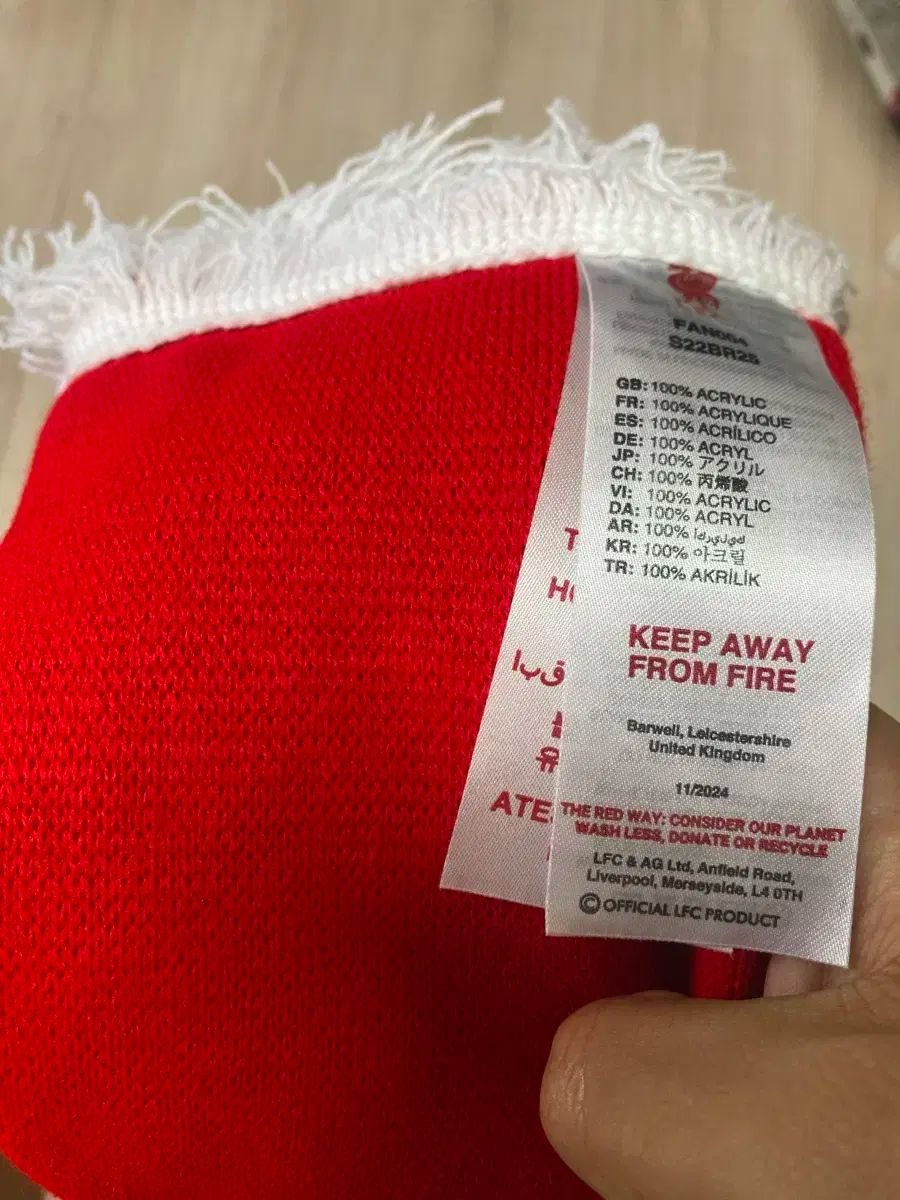 S22BR25
GB: 100% ACRYLIC
FR: 100% ACRYLIQUE
ES: 100% ACRÍLICO
DE: 100% ACRYL
JP: 100% アクリル
CH: 100% 丙烯酸
VI: 100% ACRYLIC
DA: 100% ACRYL
AR: 100% اكريليك
KR: 100% 아크릴
TR: 100% AKRİLİK
KEEP AWAY
FROM FIRE
Barwell, Leicestershire
United Kingdom
11/2024
THE RED WAY: CONSIDER OUR PLANET
WASH LESS, DONATE OR RECYCLE
LFC & AG Ltd, Anfield Road,
Liverpool, Merseyside, L4 0TH
© OFFICIAL LFC PRODUCT